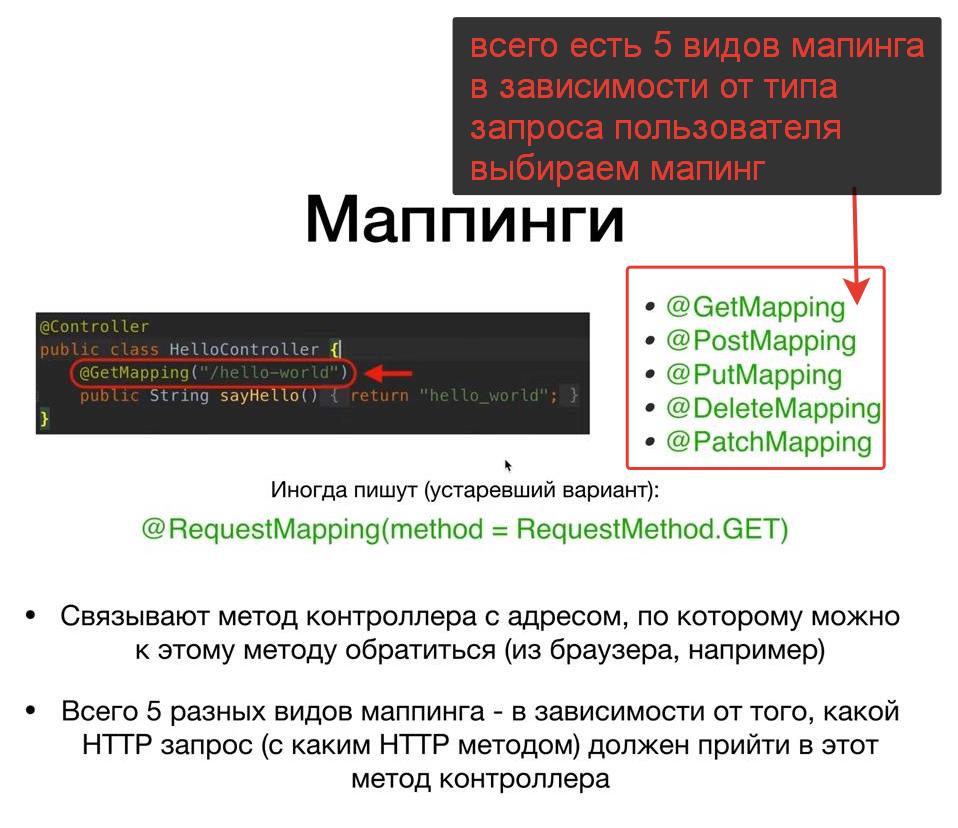 всего есть 5 видов мапинга
в зависимости от типа
запроса пользователя
выбираем мапинг
Маппинги
@Controller
public class HelloController {
@GetMapping("/hello-world")
public String sayHello() { return "hello_world"; }
}
• @GetMapping
• @PostMapping
• @PutMapping
• @DeleteMapping
• @PatchMapping
Иногда пишут (устаревший вариант):
@RequestMapping(method = RequestMethod.GET)
• Связывают метод контроллера с адресом, по которому можно
к этому методу обратиться (из браузера, например)
• Всего 5 разных видов маппинга - в зависимости от того, какой
HTTP запрос (с каким HTTP методом) должен прийти в этот
метод контроллера